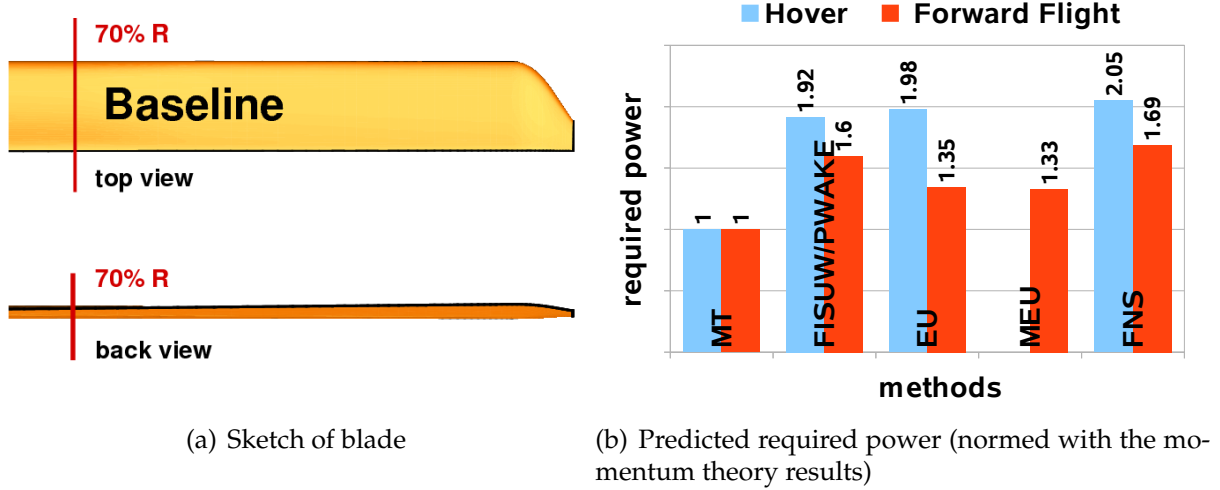 70% R
Baseline
top view
70% R
back view
(a) Sketch of blade
Hover Forward Flight
required power
1 1
1.92 1.6
1.98 1.35
1.33
2.05 1.69
MT
FISUW/PWAKE
EU
MEU
FNS
methods
(b) Predicted required power (normed with the mo-
mentum theory results)